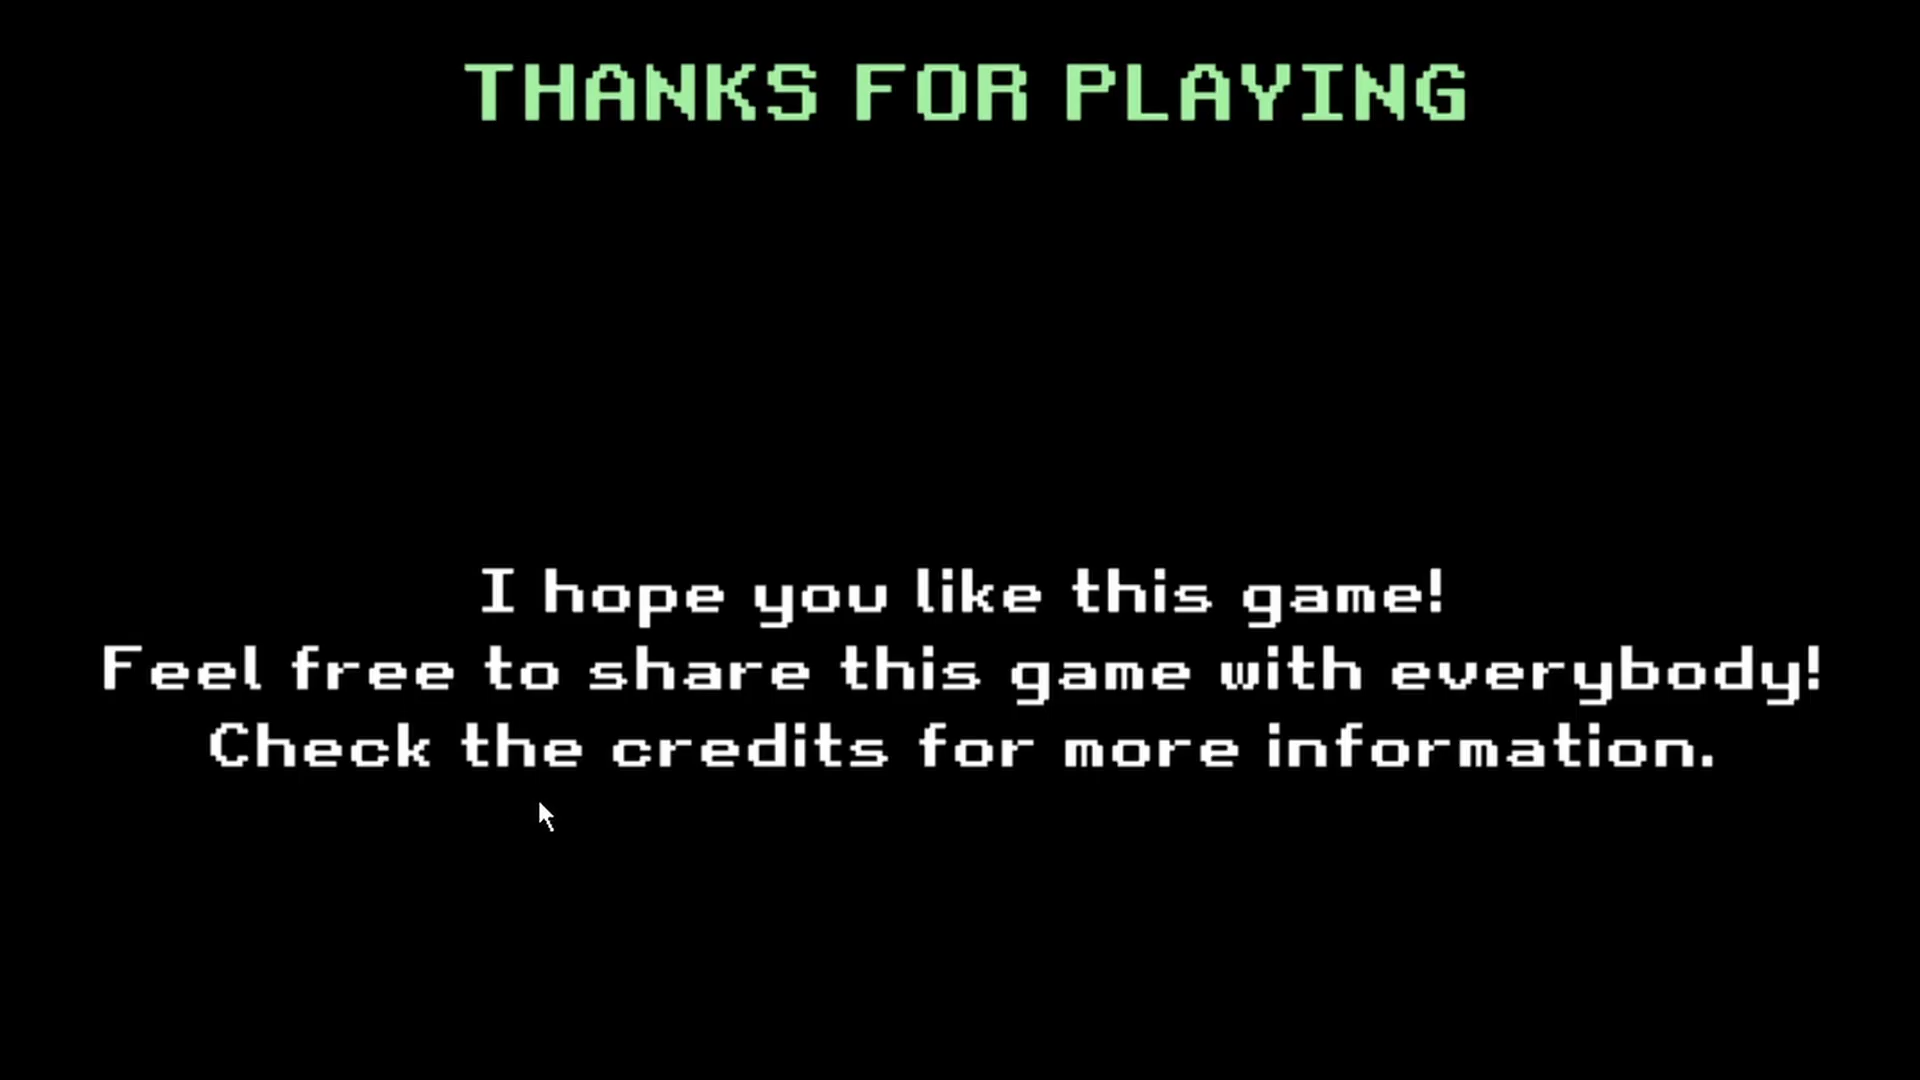 THANKS FOR PLAYING
I hope you like this game!
Feel free to share this game with everybody!
Check the credits for more information.